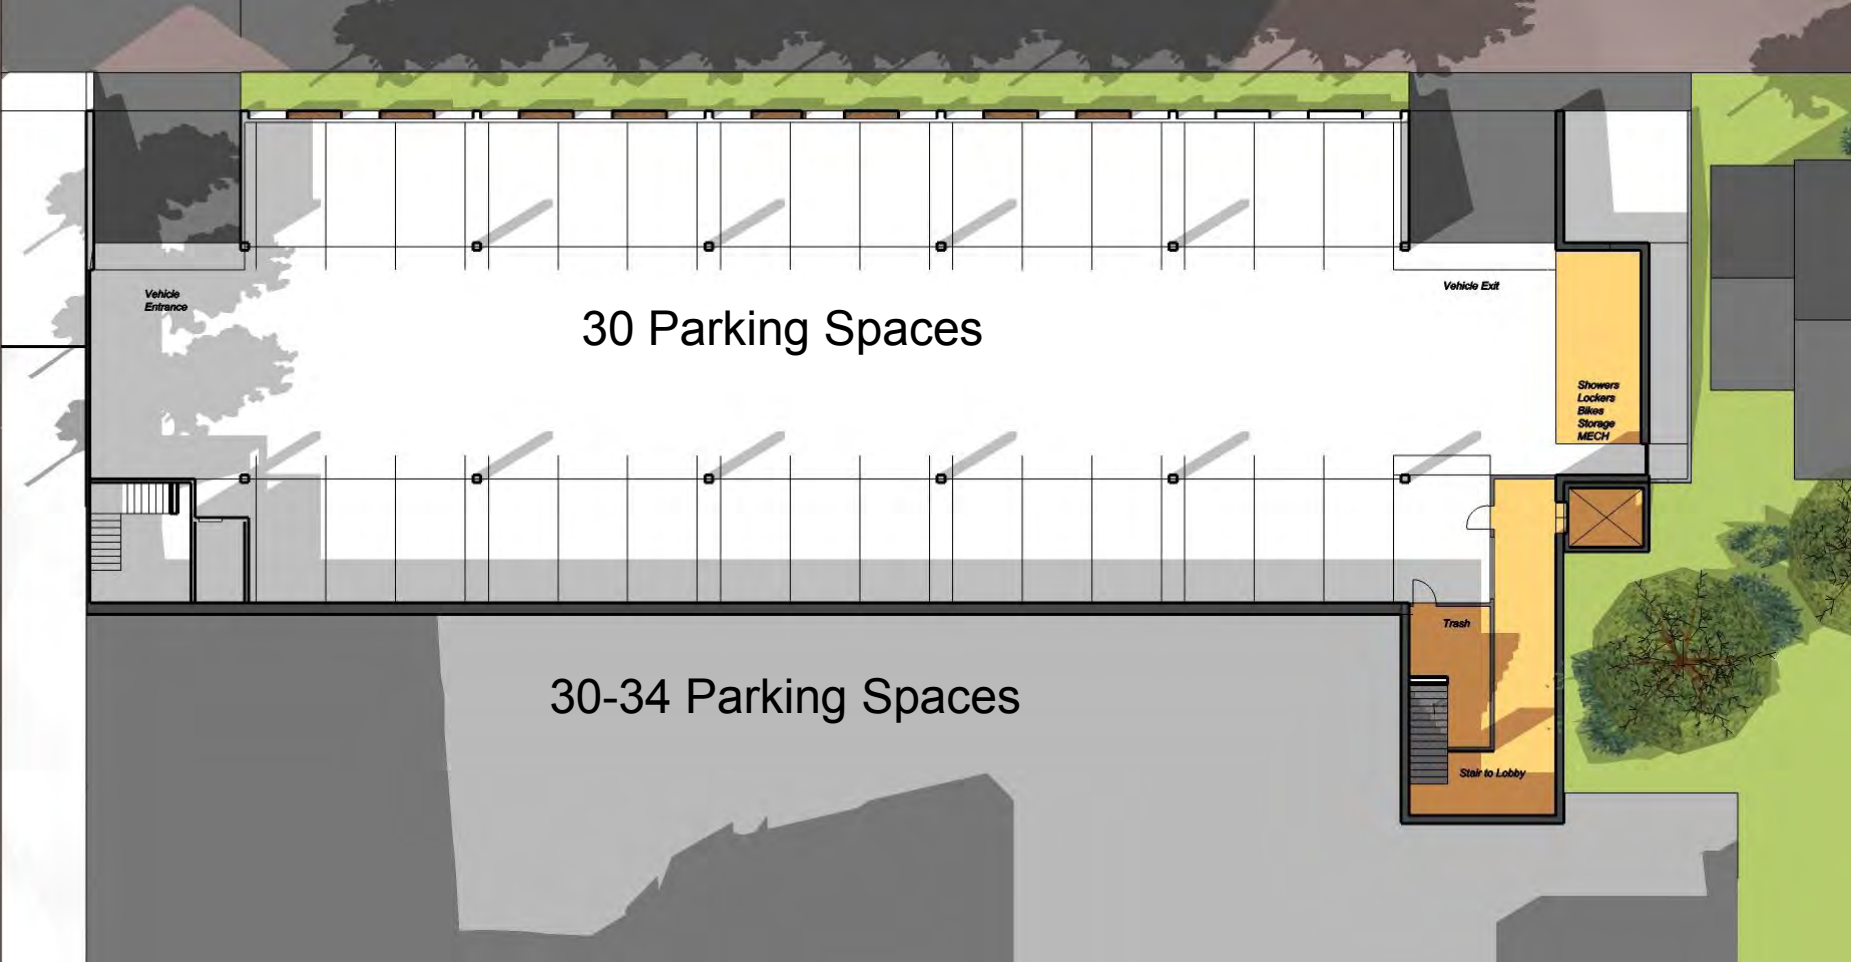 Vehicle
Entrance
30 Parking Spaces
Vehicle Exit
Showers
Lockers
Bikes
Storage
MECH
Trash
30-34 Parking Spaces
Stair to Lobby